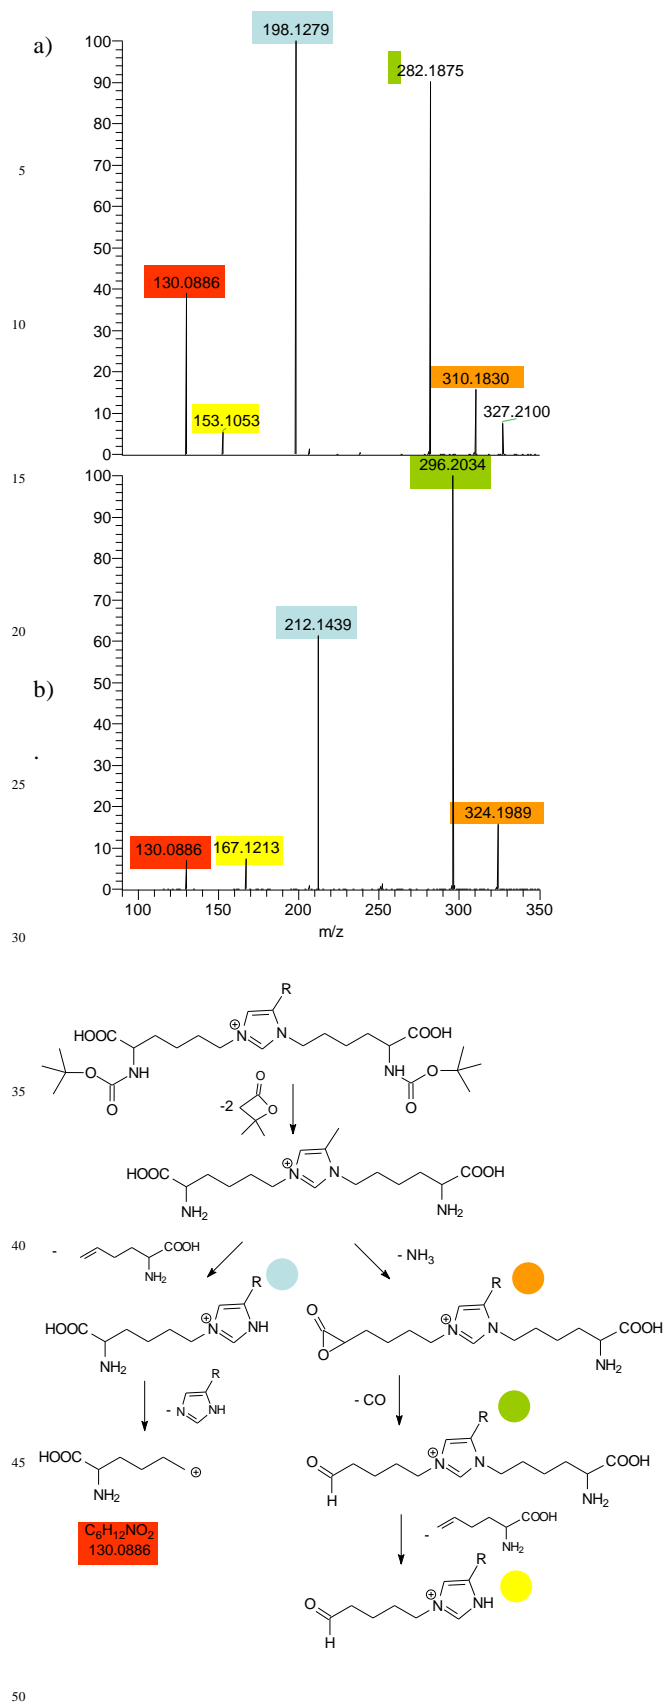 a)
198.1279
282.1875
100
90
80
70
60
50
40
30
20
10
0
130.0886
153.1053
310.1830
327.2100
5
10
15
b)
.
296.2034
100
90
80
70
60
50
40
30
20
10
0
212.1439
324.1989
130.0886
167.1213
20
25
100 150 200 250 300 350
m/z
30
R
HOOC N N COOH
NH NH
O O O O
35
-2 O O
HOOC N N COOH
NH2 NH2
40
- COOH NH2
- NH3
R
HOOC N NH
NH2
R
O O N N COOH
NH2
- N NH R
- CO
45
HOOC
NH2
R
O H N N COOH
NH2
C6H12NO2
130.0886
- COOH NH2
R
O H N NH
50